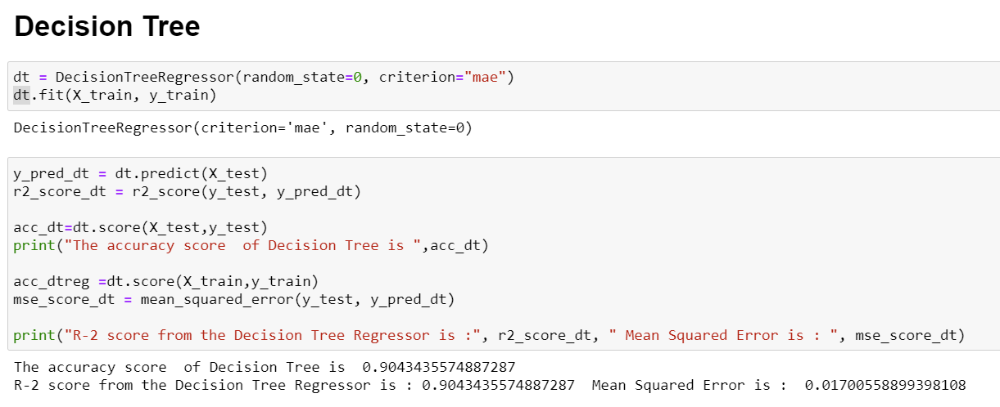 Decision Tree
dt = DecisionTreeRegressor(random_state=0, criterion="mae")
dt.fit(X_train, y_train)
DecisionTreeRegressor(criterion='mae', random_state=0)
y_pred_dt = dt.predict(X_test)
r2_score_dt = r2_score(y_test, y_pred_dt)
acc_dt=dt.score(X_test,y_test)
print("The accuracy score  of Decision Tree is ",acc_dt)
acc_dtreg =dt.score(X_train,y_train)
mse_score_dt = mean_squared_error(y_test, y_pred_dt)
print("R-2 score from the Decision Tree Regressor is :", r2_score_dt, " Mean Squared Error is : ", mse_score_dt)
The accuracy score  of Decision Tree is  0.9043435574887287
R-2 score from the Decision Tree Regressor is : 0.9043435574887287  Mean Squared Error is :  0.01700558899398108